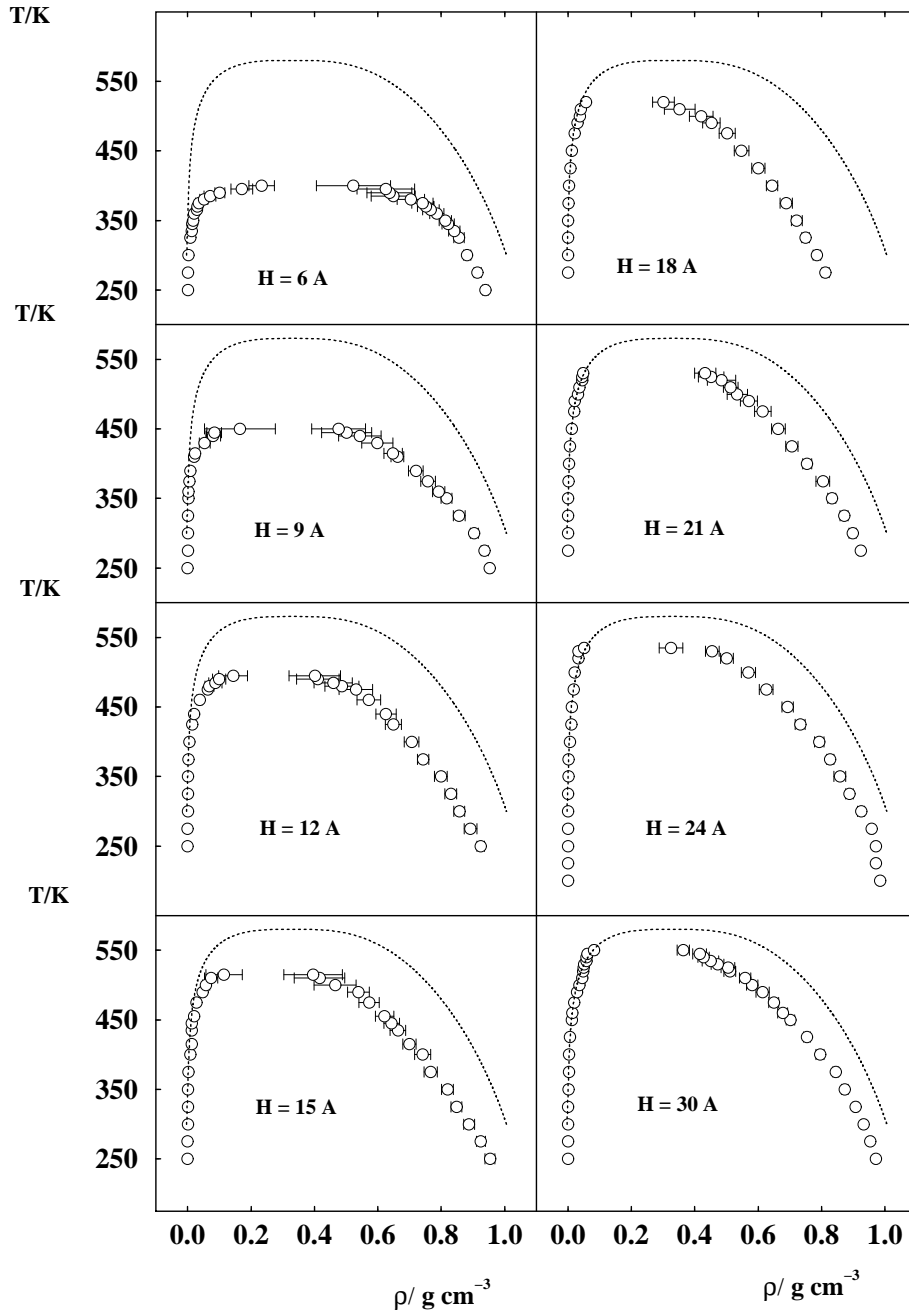 T/K
550
450
350
250
H = 6 A
H = 18 A
T/K
550
450
350
250
H = 9 A
H = 21 A
T/K
550
450
350
250
H = 12 A
H = 24 A
T/K
550
450
350
250
H = 15 A
H = 30 A
0.0 0.2 0.4 0.6 0.8 1.0 0.0 0.2 0.4 0.6 0.8 1.0
ρ/ g cm⁻³ ρ/ g cm⁻³